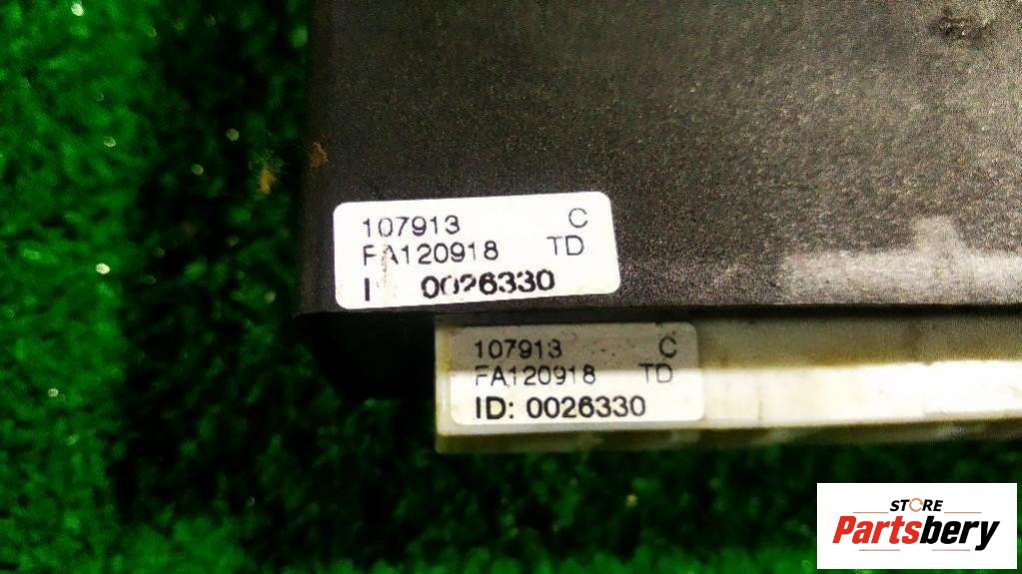 107913 C
FA120918 TD
0026330
107913 C
FA120918 TD
ID: 0026330
STORE
Partsbery